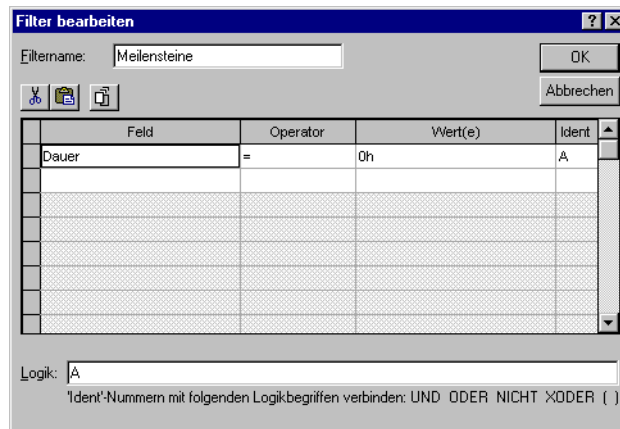 Filter bearbeiten
Filtername: Meilensteine
OK
Abbrechen
Feld Operator Wert(e) Ident
Dauer = 0h A
Logik: A
'Ident'-Nummern mit folgenden Logikbegriffen verbinden: UND ODER NICHT XODER ( )